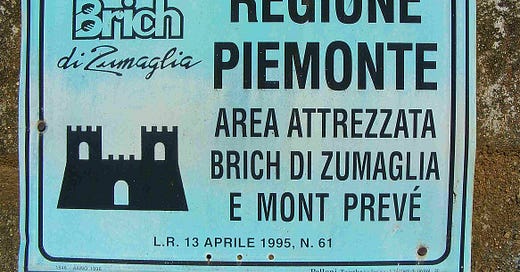 Brich
di Zumaglia
REGIONE
PIEMONTE
AREA ATTREZZATA
BRICH DI ZUMAGLIA
E MONT PREVÉ
L.R. 13 APRILE 1995, N. 61